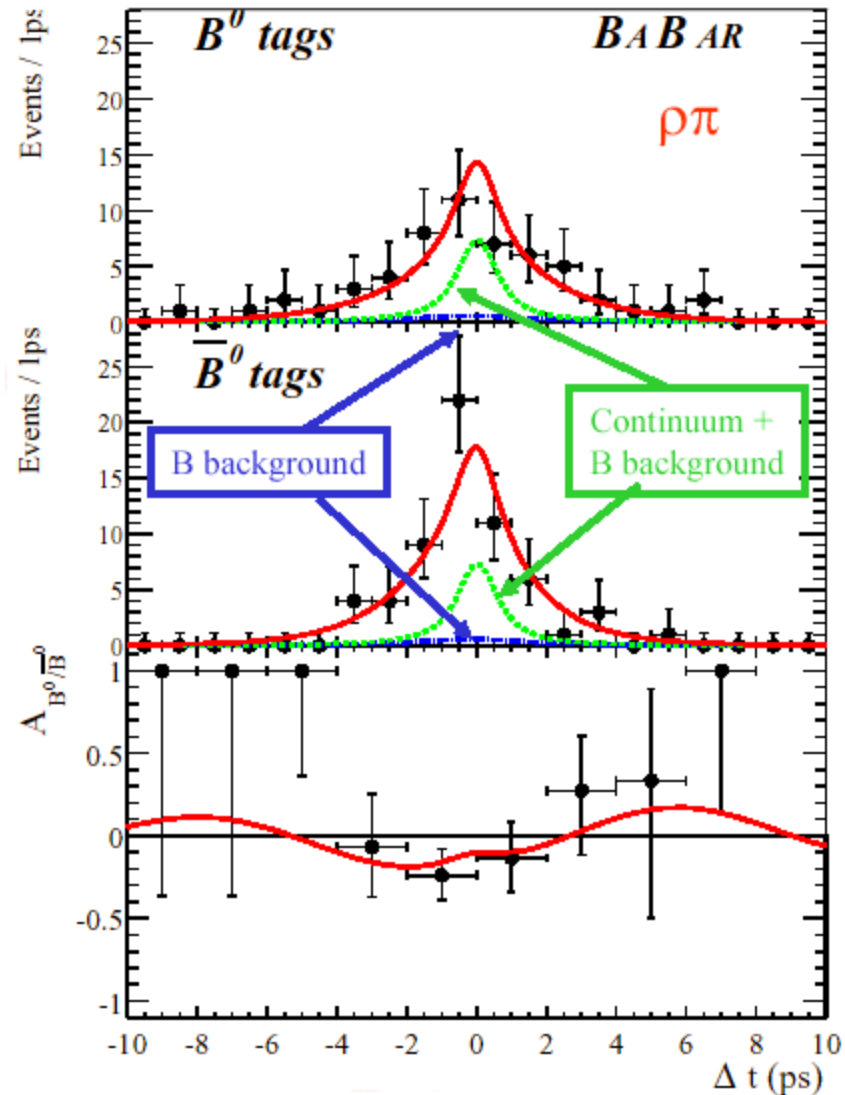 B⁰ tags
BABAR
ρπ
Events / 1ps
25
20
15
10
5
0
B̅⁰ tags
Events / 1ps
25
20
15
10
5
0
B background
Continuum +
B background
A B⁰/B̅⁰
1
0.5
0
-0.5
-1
-10 -8 -6 -4 -2 0 2 4 6 8 10
Δ t (ps)